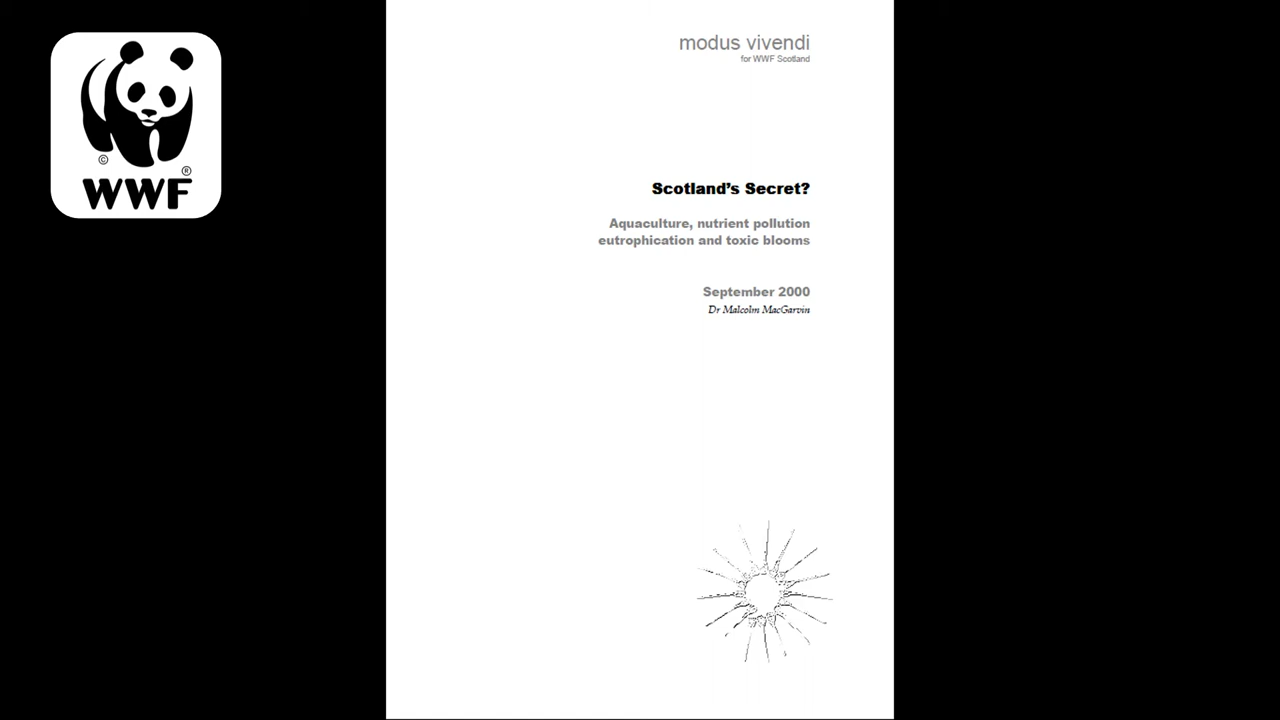 WWF
modus vivendi
for WWF Scotland
Scotland's Secret?
Aquaculture, nutrient pollution
eutrophication and toxic blooms
September 2000
Dr Malcolm MacGarvin